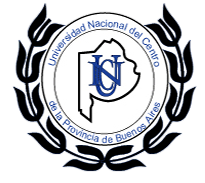 Universidad Nacional del Centro
UNC
de la Provincia de Buenos Aires